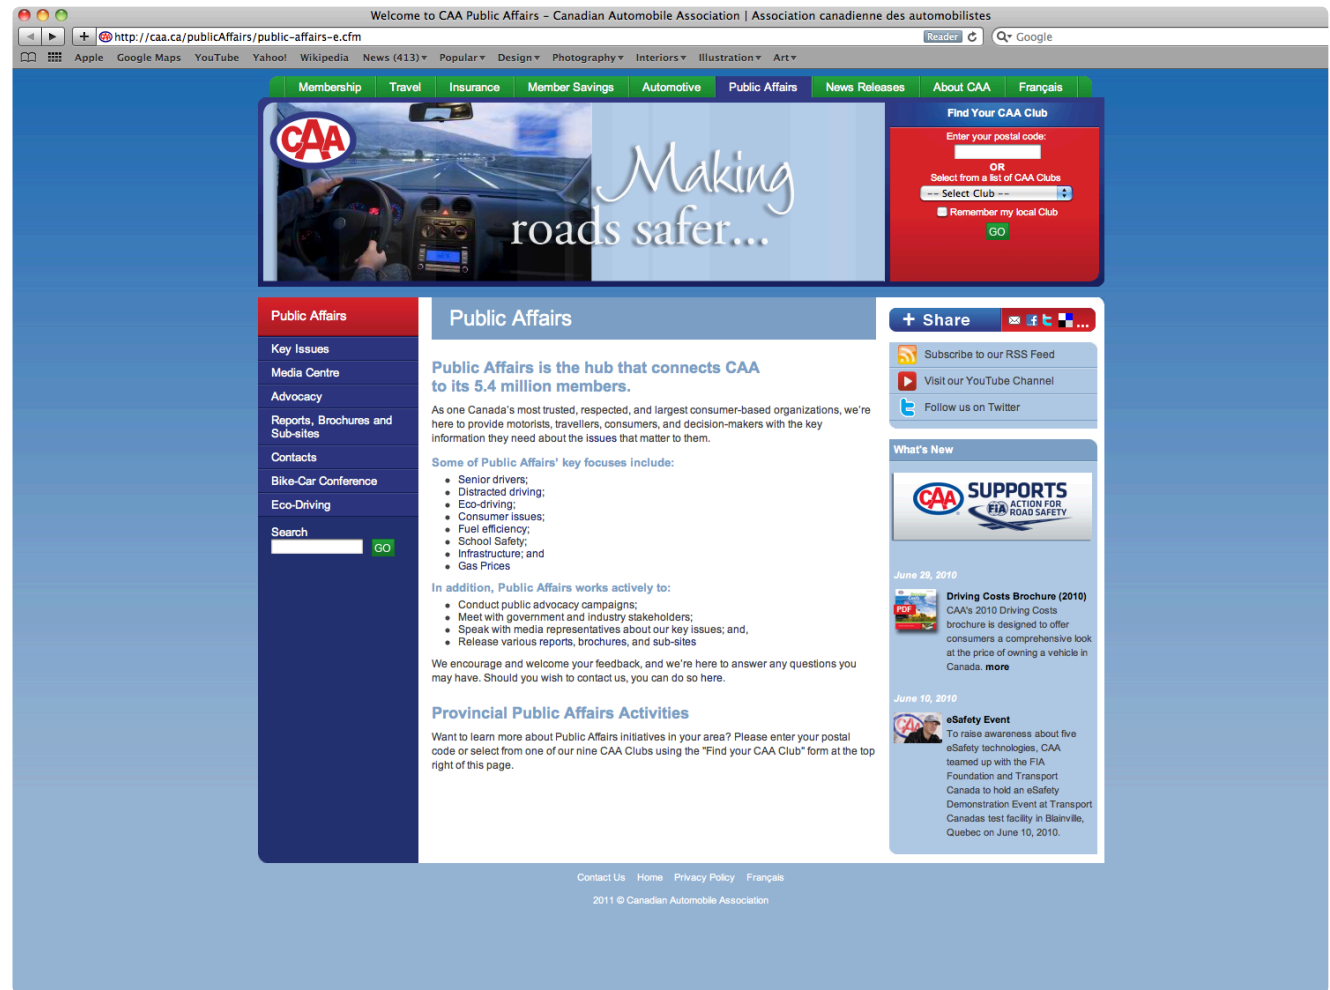 Welcome to CAA Public Affairs – Canadian Automobile Association | Association canadienne des automobilistes
http://caa.ca/publicAffairs/public-affairs-e.cfm
Reader
Google
Apple Google Maps YouTube Yahoo! Wikipedia News (413) Popular Design Photography Interiors Illustration Art
Membership Travel Insurance Member Savings Automotive Public Affairs News Releases About CAA Français
CAA
Making
roads safer...
Find Your CAA Club
Enter your postal code:
OR
Select from a list of CAA Clubs
-- Select Club --
Remember my local Club
GO
Public Affairs
Key Issues
Media Centre
Advocacy
Reports, Brochures and
Sub-sites
Contacts
Bike-Car Conference
Eco-Driving
Search
GO
Public Affairs
Public Affairs is the hub that connects CAA
to its 5.4 million members.
As one Canada's most trusted, respected, and largest consumer-based organizations, we're
here to provide motorists, travellers, consumers, and decision-makers with the key
information they need about the issues that matter to them.
Some of Public Affairs' key focuses include:
Senior drivers;
Distracted driving;
Eco-driving;
Consumer issues;
Fuel efficiency;
School Safety;
Infrastructure; and
Gas Prices
In addition, Public Affairs works actively to:
Conduct public advocacy campaigns;
Meet with government and industry stakeholders;
Speak with media representatives about our key issues; and,
Release various reports, brochures, and sub-sites
We encourage and welcome your feedback, and we're here to answer any questions you
may have. Should you wish to contact us, you can do so here.
Provincial Public Affairs Activities
Want to learn more about Public Affairs initiatives in your area? Please enter your postal
code or select from one of our nine CAA Clubs using the "Find your CAA Club" form at the top
right of this page.
+ Share ...
Subscribe to our RSS Feed
Visit our YouTube Channel
Follow us on Twitter
What's New
CAA SUPPORTS
FiA ACTION FOR
ROAD SAFETY
June 29, 2010
PDF
Driving Costs Brochure (2010)
CAA's 2010 Driving Costs
brochure is designed to offer
consumers a comprehensive look
at the price of owning a vehicle in
Canada. more
June 10, 2010
eSafety Event
To raise awareness about five
eSafety technologies, CAA
teamed up with the FIA
Foundation and Transport
Canada to hold an eSafety
Demonstration Event at Transport
Canadas test facility in Blainville,
Quebec on June 10, 2010.
Contact Us Home Privacy Policy Français
2011 © Canadian Automobile Association